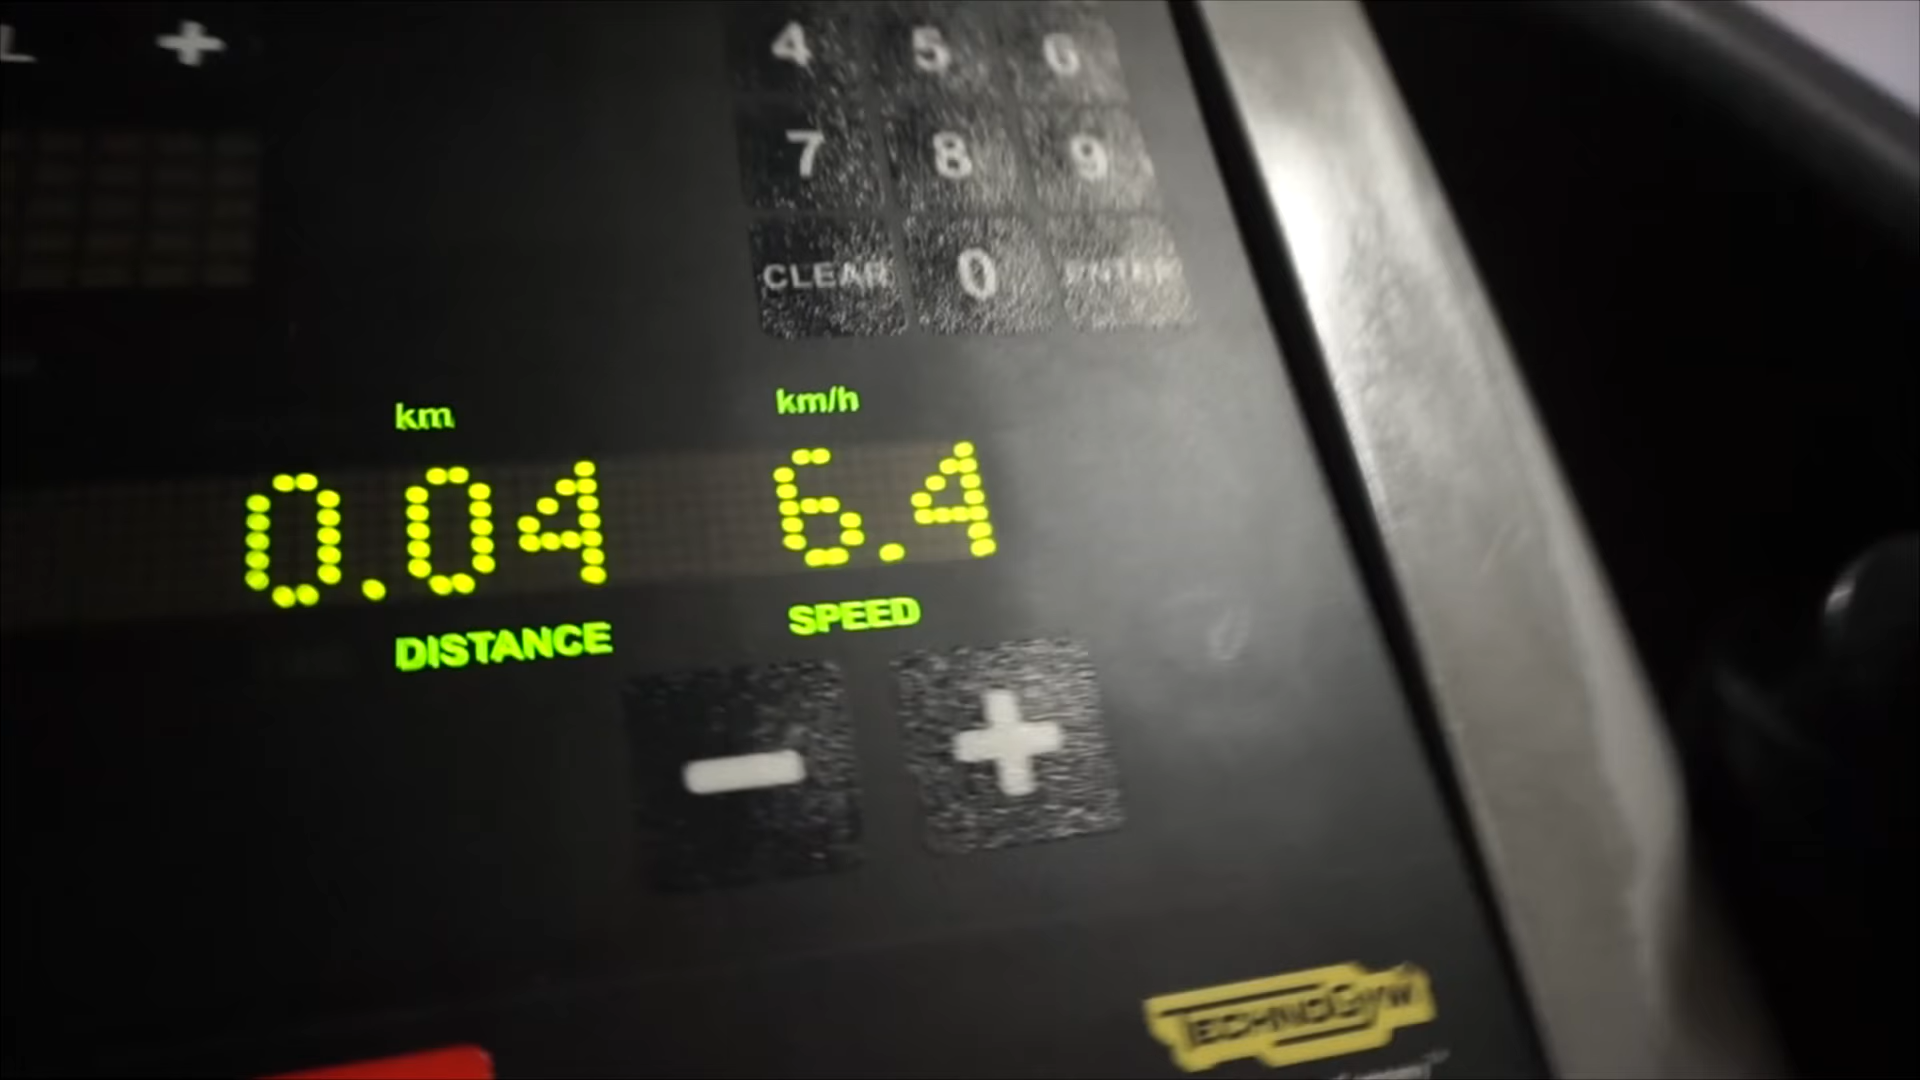 +
4 5 6
7 8 9
CLEAR 0 ENTER
km km/h
0.04 6.4
DISTANCE SPEED
- +
TECHNOGYM